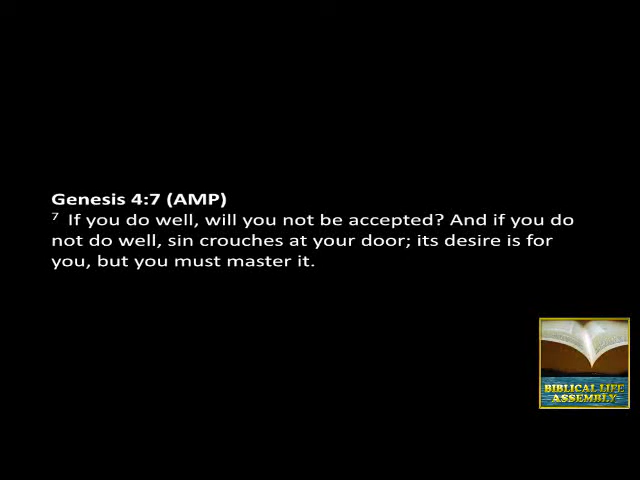 Genesis 4:7 (AMP)
7 If you do well, will you not be accepted? And if you do
not do well, sin crouches at your door; its desire is for
you, but you must master it.
BIBLICAL LIFE
ASSEMBLY